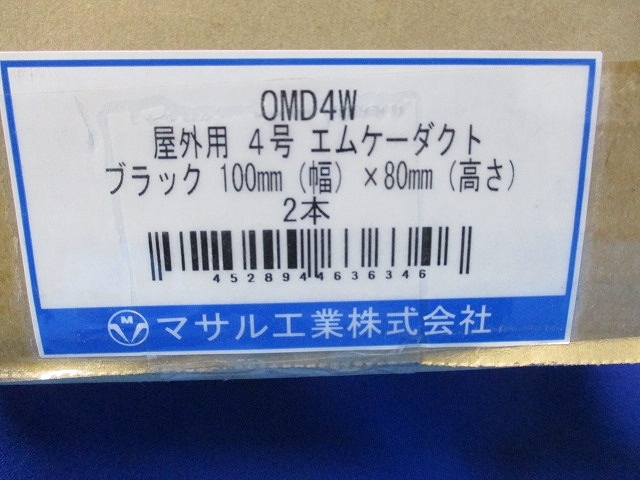 OMD4W
屋外用 4号 エムケーダクト
ブラック 100mm (幅) ×80mm (高さ)
2本
4528944636346
M マサル工業株式会社